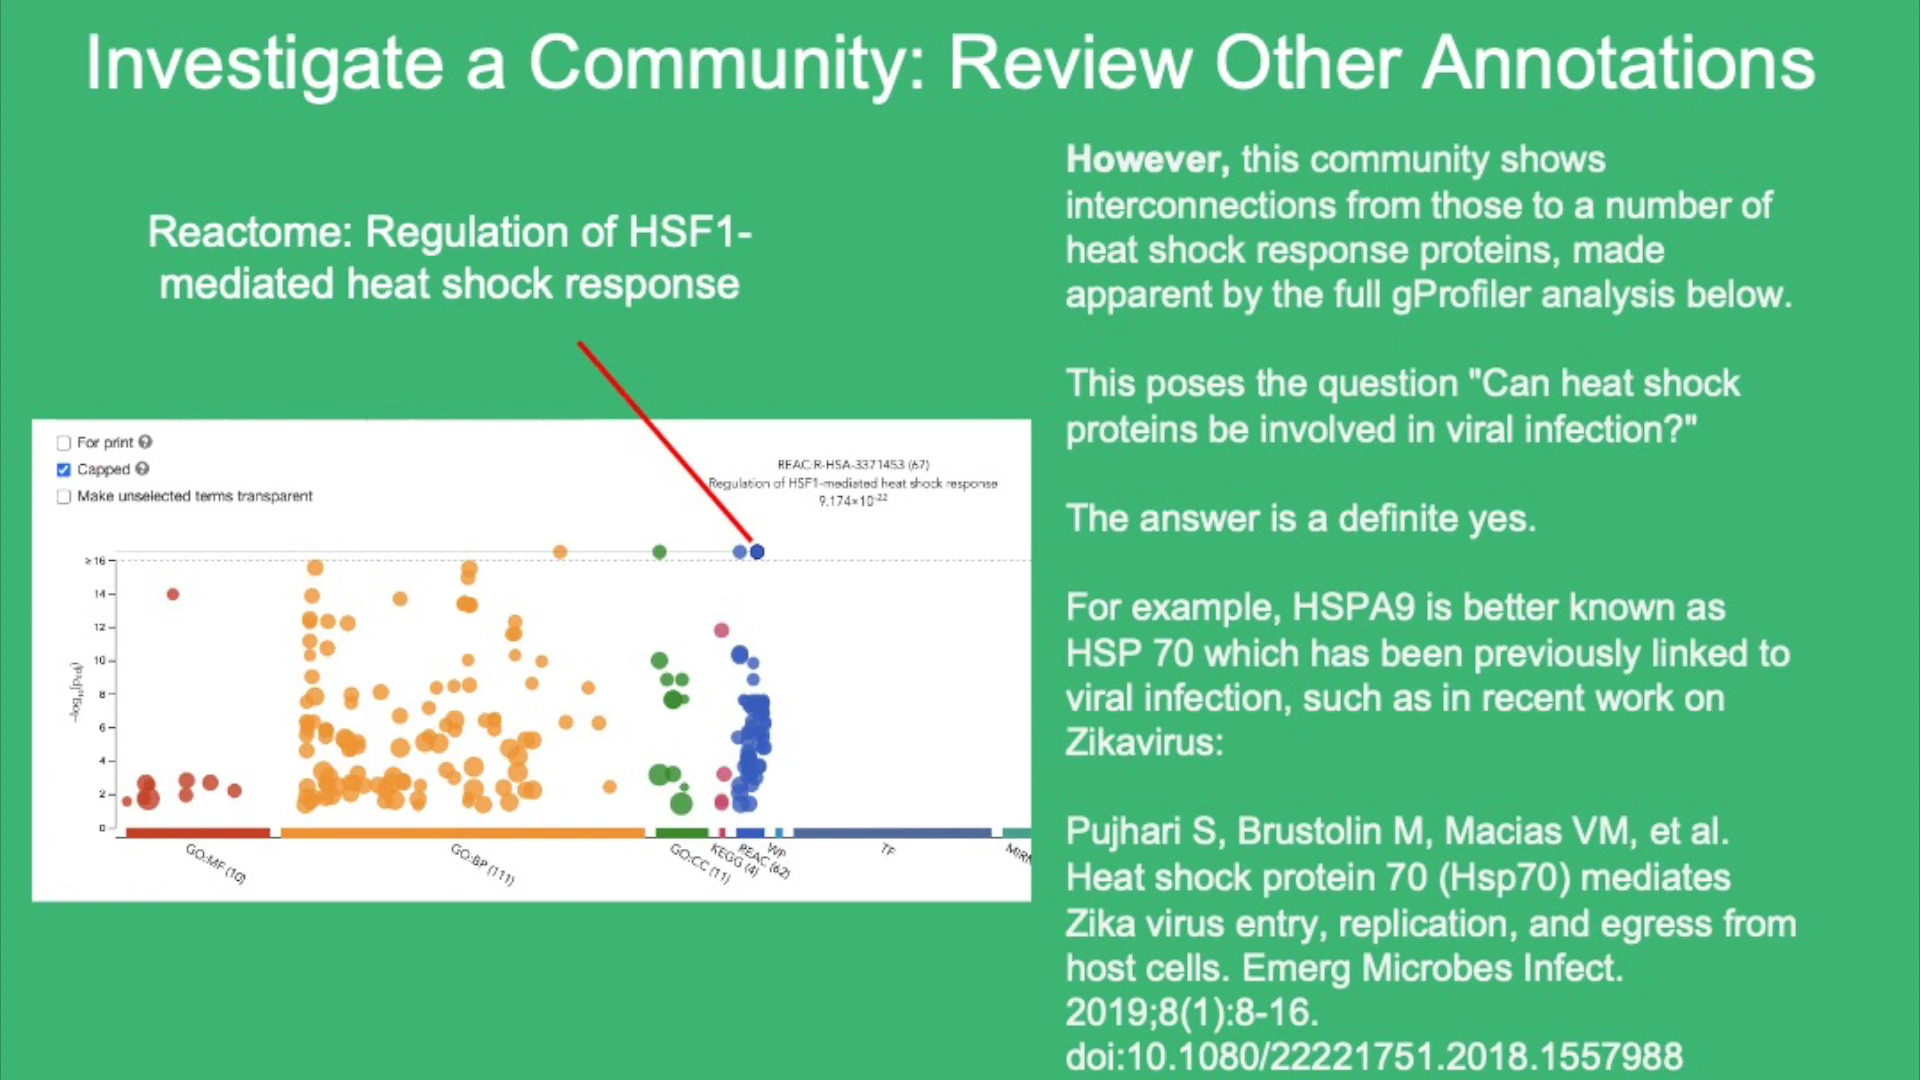 Investigate a Community: Review Other Annotations
Reactome: Regulation of HSF1-
mediated heat shock response
However, this community shows
interconnections from those to a number of
heat shock response proteins, made
apparent by the full gProfiler analysis below.
This poses the question "Can heat shock
proteins be involved in viral infection?"
The answer is a definite yes.
For example, HSPA9 is better known as
HSP 70 which has been previously linked to
viral infection, such as in recent work on
Zikavirus:
Pujhari S, Brustolin M, Macias VM, et al.
Heat shock protein 70 (Hsp70) mediates
Zika virus entry, replication, and egress from
host cells. Emerg Microbes Infect.
2019;8(1):8-16.
doi:10.1080/22221751.2018.1557988
For print
Capped
Make unselected terms transparent
REAC:R-HSA-3371453 (67)
Regulation of HSF1-mediated heat shock response
9.174×10⁻²²
≥16
14
12
10
8
6
4
2
0
-log₁₀(Padj)
GO:MF (10)
GO:BP (111)
GO:CC (11)
KEGG (4)
REAC (62)
WP
TF